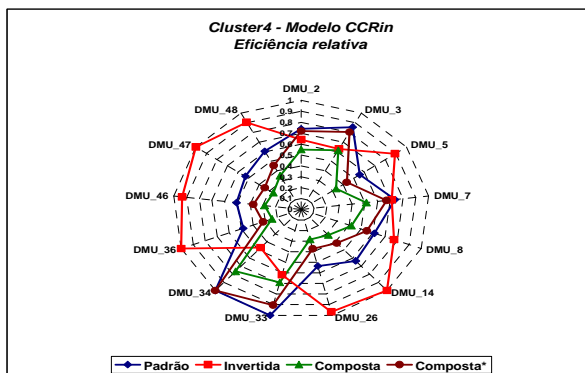 Cluster4 - Modelo CCRin
Eficiência relativa
DMU_2
DMU_3
DMU_5
DMU_7
DMU_8
DMU_14
DMU_26
DMU_33
DMU_34
DMU_36
DMU_46
DMU_47
DMU_48
1
0.9
0.8
0.7
0.6
0.5
0.4
0.3
0.2
0.1
0
Padrão Invertida Composta Composta*